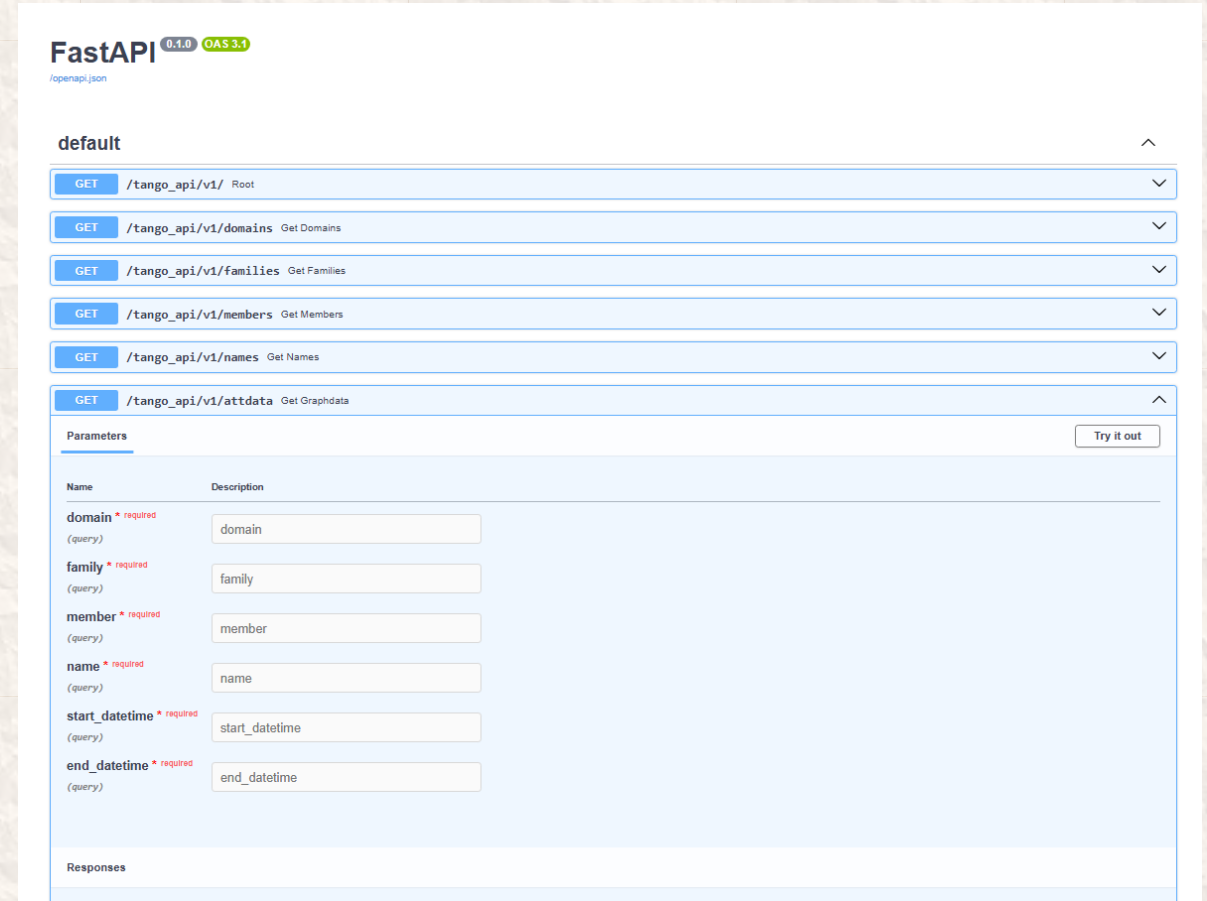 FastAPI 0.1.0 OAS 3.1
/openapi.json
default
GET /tango_api/v1/ Root
GET /tango_api/v1/domains Get Domains
GET /tango_api/v1/families Get Families
GET /tango_api/v1/members Get Members
GET /tango_api/v1/names Get Names
GET /tango_api/v1/attdata Get Graphdata
Parameters Try it out
Name Description
domain * required
(query)
domain
family * required
(query)
family
member * required
(query)
member
name * required
(query)
name
start_datetime * required
(query)
start_datetime
end_datetime * required
(query)
end_datetime
Responses